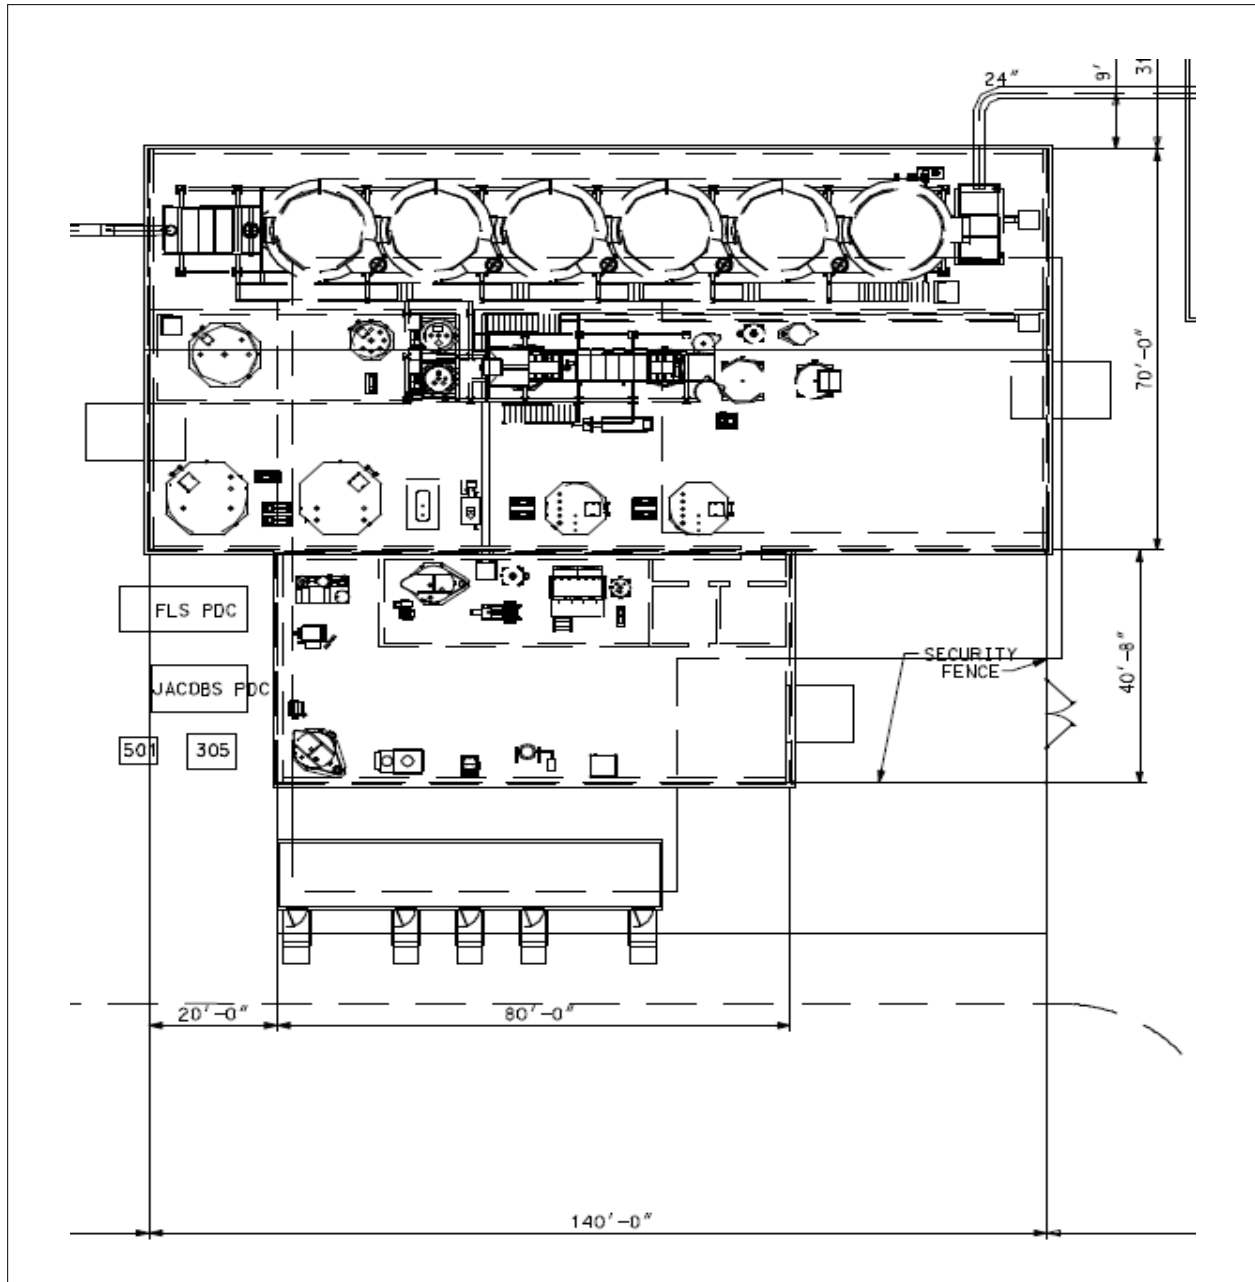 24"
9'
31
70'-0"
FLS PDC
SECURITY
FENCE
40'-8"
JACOBS PDC
501
305
20'-0"
80'-0"
140'-0"